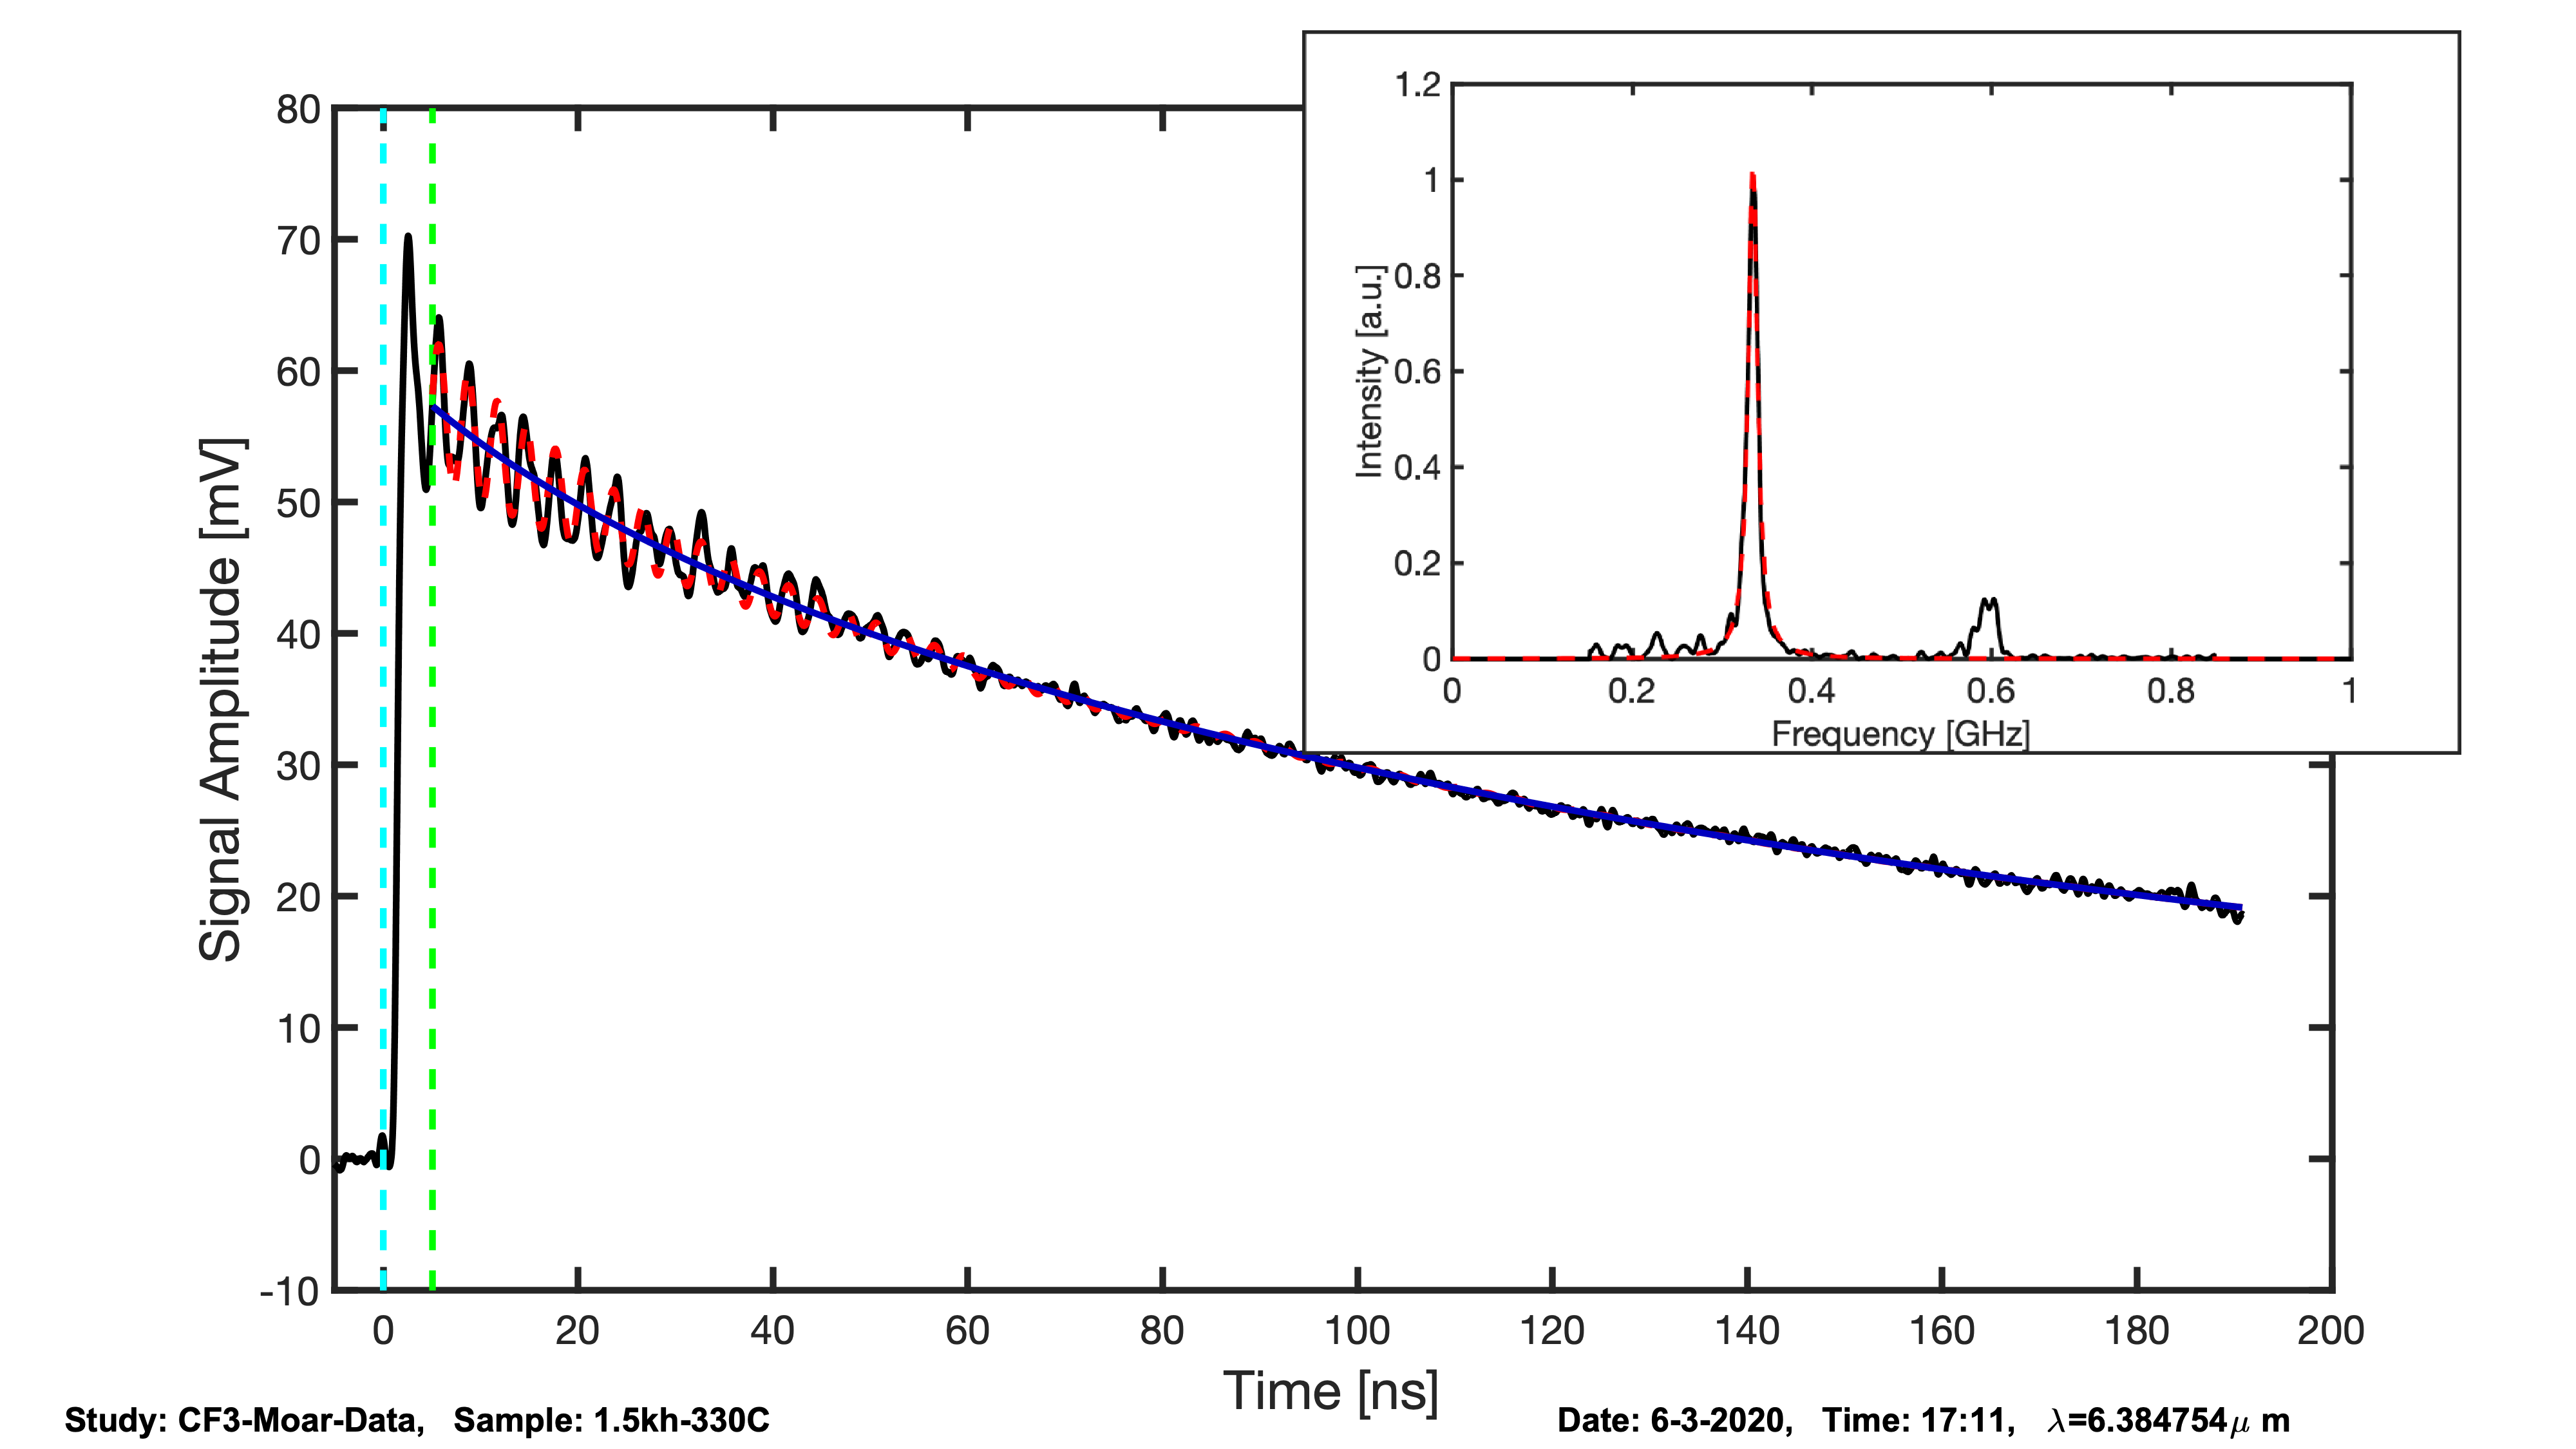 1.2
1
0.8
0.6
0.4
0.2
0
Intensity [a.u.]
0 0.2 0.4 0.6 0.8 1
Frequency [GHz]
80
70
60
50
40
30
20
10
0
-10
Signal Amplitude [mV]
0 20 40 60 80 100 120 140 160 180 200
Time [ns]
Study: CF3-Moar-Data, Sample: 1.5kh-330C
Date: 6-3-2020, Time: 17:11, λ=6.384754μ m